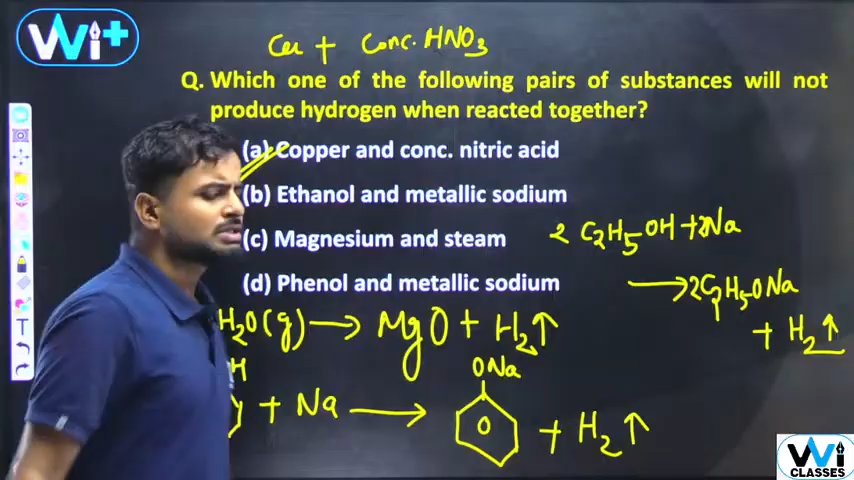 Wi+
Cu + Conc. HNO3
Q. Which one of the following pairs of substances will not
produce hydrogen when reacted together?
(a) Copper and conc. nitric acid
(b) Ethanol and metallic sodium
(c) Magnesium and steam
(d) Phenol and metallic sodium
2 C2H5OH + 2Na
⟶ 2C2H5ONa
+ H2↑
H2O(g) ⟶ MgO + H2↑
H
ONa
+ Na ⟶ + H2↑
T
Wi
CLASSES